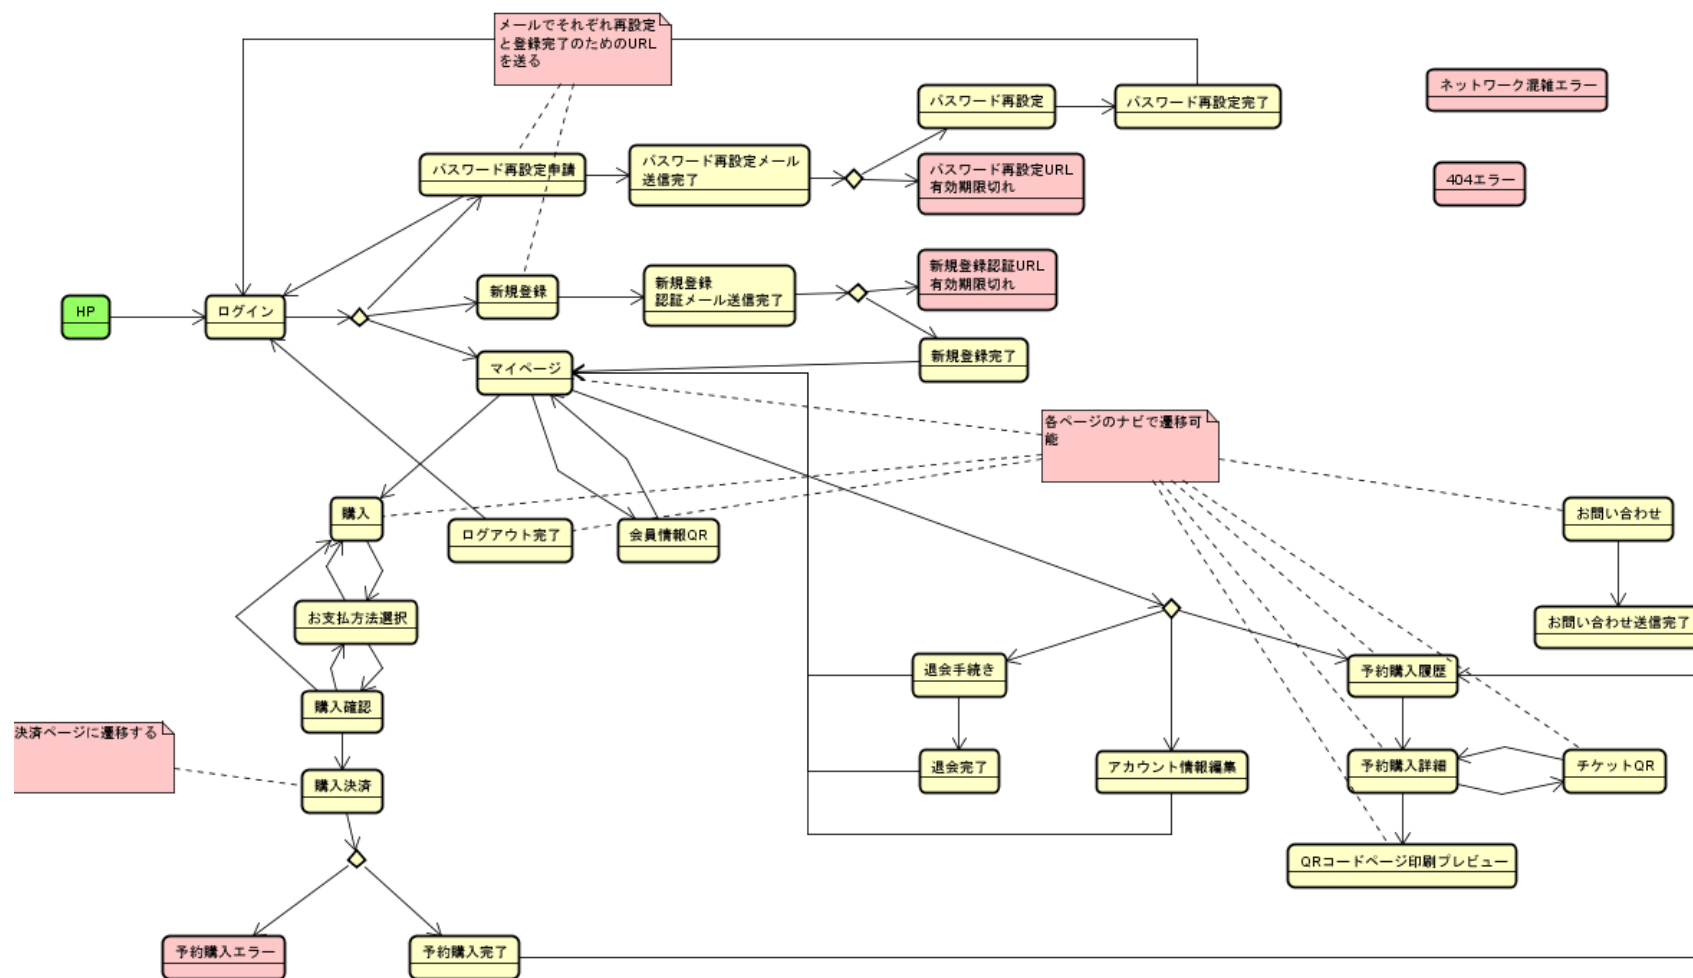 メールでそれぞれ再設定
と登録完了のためのURL
を送る
パスワード再設定
パスワード再設定完了
ネットワーク混雑エラー
パスワード再設定申請
パスワード再設定メール
送信完了
パスワード再設定URL
有効期限切れ
404エラー
HP
ログイン
新規登録
新規登録
認証メール送信完了
新規登録認証URL
有効期限切れ
新規登録完了
マイページ
各ページのナビで遷移可
能
購入
ログアウト完了
会員情報QR
お問い合わせ
お支払方法選択
お問い合わせ送信完了
退会手続き
予約購入履歴
購入確認
決済ページに遷移する
購入決済
退会完了
アカウント情報編集
予約購入詳細
チケットQR
QRコードページ印刷プレビュー
予約購入エラー
予約購入完了